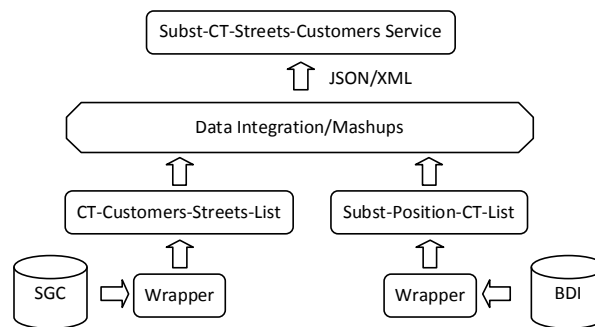 Subst-CT-Streets-Customers Service
JSON/XML
Data Integration/Mashups
CT-Customers-Streets-List
Subst-Position-CT-List
SGC
Wrapper
Wrapper
BDI